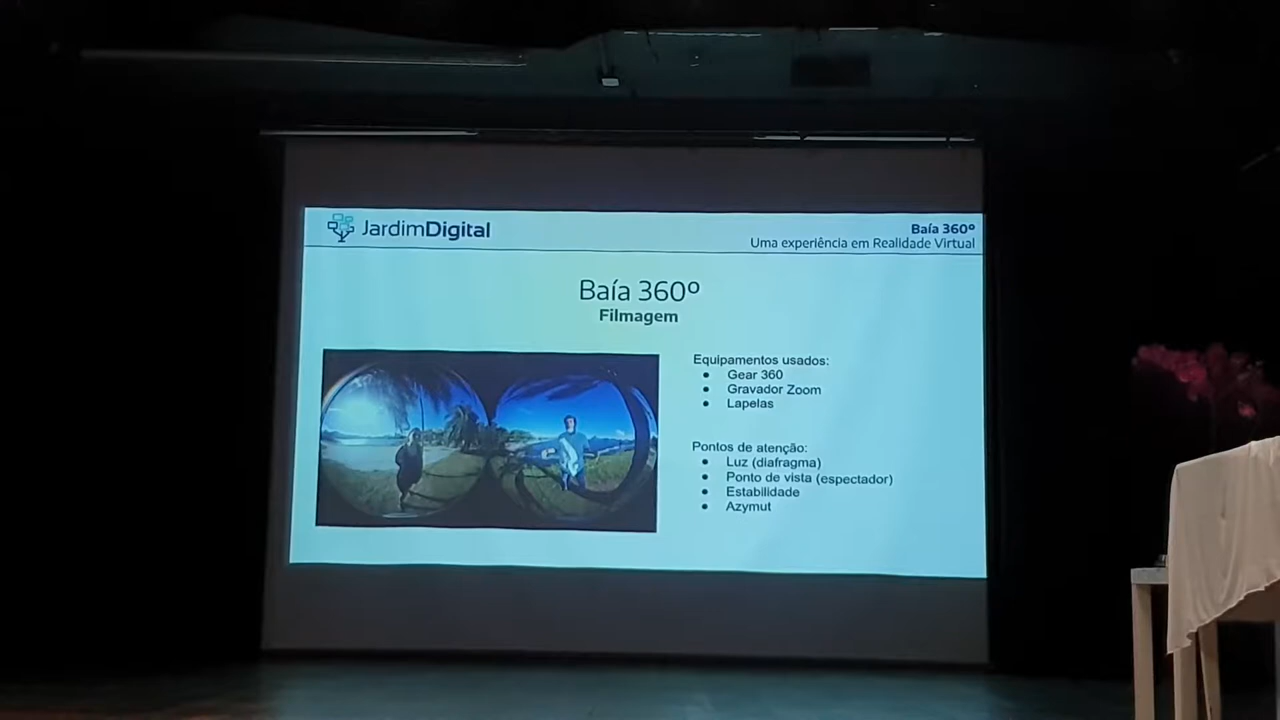 JardimDigital
Baía 360º
Uma experiência em Realidade Virtual
Baía 360º
Filmagem
Equipamentos usados:
● Gear 360
● Gravador Zoom
● Lapelas
Pontos de atenção:
● Luz (diafragma)
● Ponto de vista (espectador)
● Estabilidade
● Azymut